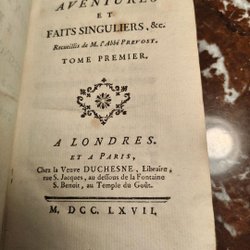 AVENTURES
ET
FAITS SINGULIERS, &c.
Recueillis de M. l'Abbé PREVOST.
TOME PREMIER.
A LONDRES.
ET A PARIS,
Chez la Veuve DUCHESNE, Libraire,
rue S. Jacques, au dessous de la Fontaine
S. Benoit, au Temple du Goût.
M. DCC. LXVII.